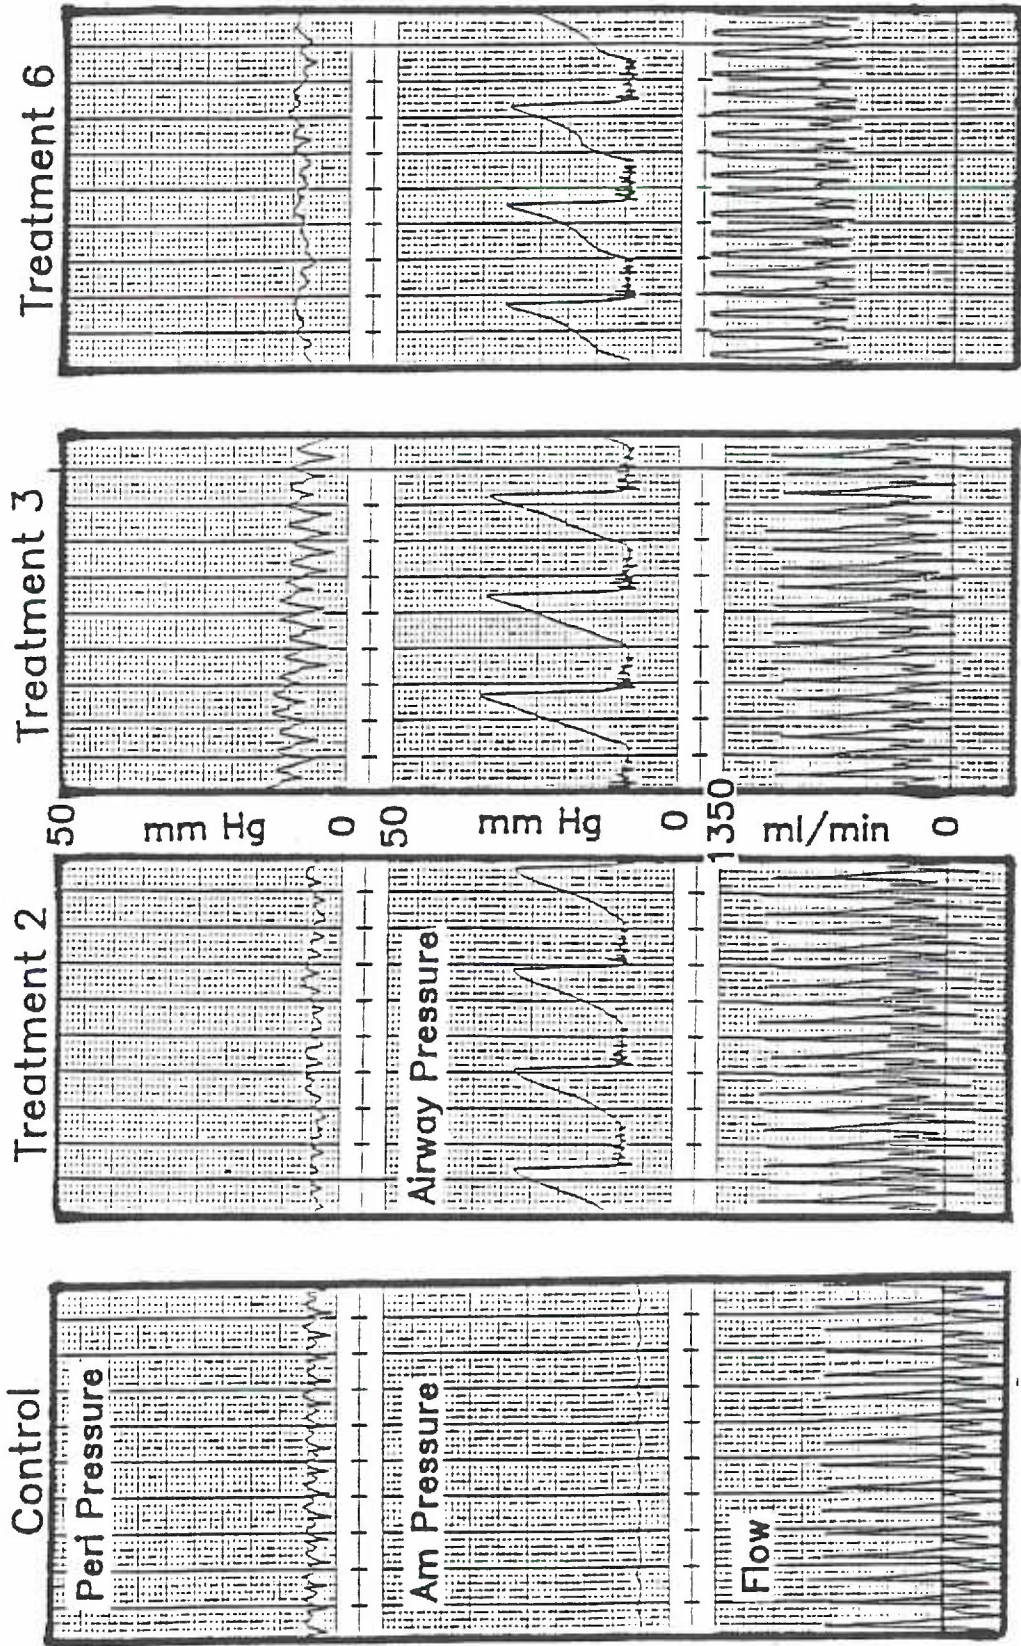 Control
Treatment 2
Treatment 3
Treatment 6
Peri Pressure
50
mm Hg
0
Am Pressure
Airway Pressure
50
mm Hg
0
Flow
1350
ml/min
0